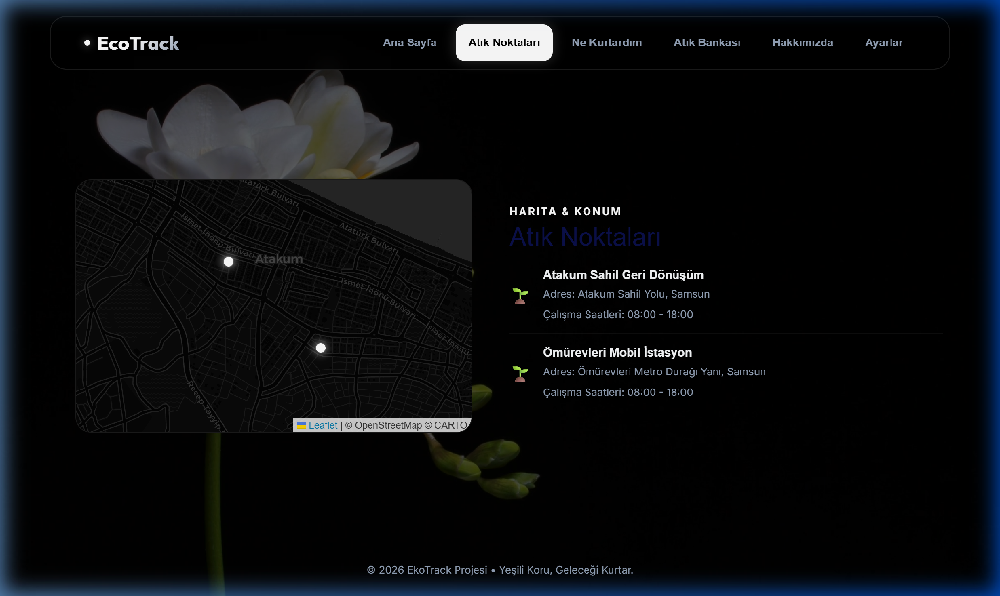 EcoTrack
Ana Sayfa
Atık Noktaları
Ne Kurtardım
Atık Bankası
Hakkımızda
Ayarlar
Atatürk Bulvarı
Atatürk Bulvarı
İsmet İnönü Bulvarı
Atakum
İsmet İnönü Bulvarı
İsmet İnönü
Recep Tayyip
Leaflet | © OpenStreetMap © CARTO
HARITA & KONUM
Atık Noktaları
Atakum Sahil Geri Dönüşüm
Adres: Atakum Sahil Yolu, Samsun
Çalışma Saatleri: 08:00 - 18:00
Ömürevleri Mobil İstasyon
Adres: Ömürevleri Metro Durağı Yanı, Samsun
Çalışma Saatleri: 08:00 - 18:00
© 2026 EkoTrack Projesi • Yeşili Koru, Geleceği Kurtar.